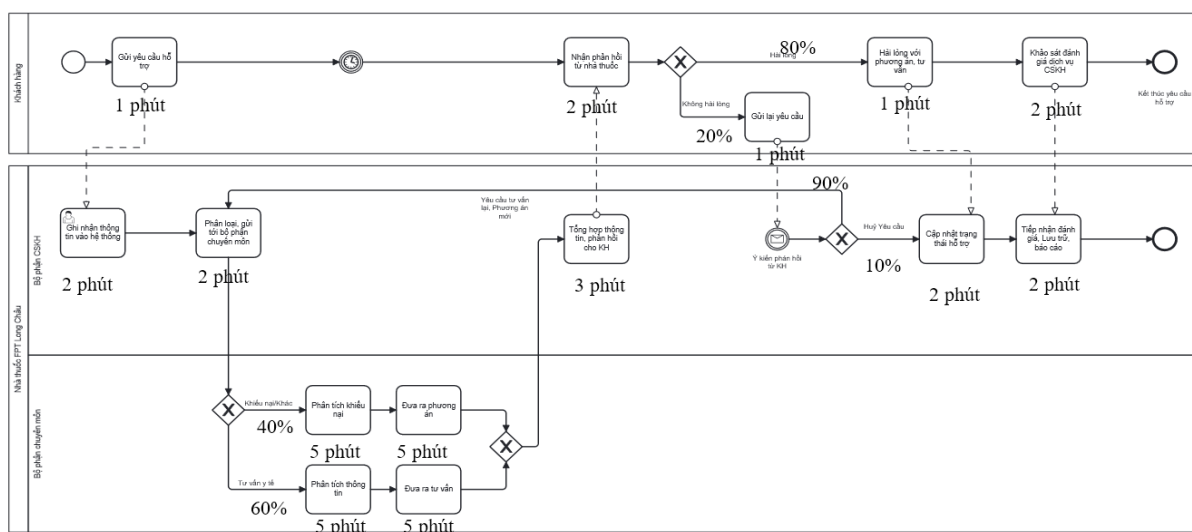 Khách hàng
Gửi yêu cầu hỗ
trợ
1 phút
Nhận phản hồi
từ nhà thuốc
2 phút
Hài lòng
80%
Không hài lòng
20%
Gửi lại yêu cầu
1 phút
Hài lòng với
phương án, tư
vấn
1 phút
Khảo sát đánh
giá dịch vụ
CSKH
2 phút
Kết thúc yêu cầu
hỗ trợ
Nhà thuốc FPT Long Châu
Bộ phận CSKH
Ghi nhận thông
tin vào hệ thống
2 phút
Phân loại, gửi
tới bộ phận
chuyên môn
2 phút
Yêu cầu tư vấn
lại, Phương án
mới
90%
Tổng hợp thông
tin, phản hồi
cho KH
3 phút
Ý kiến phản hồi
từ KH
Huỷ Yêu cầu
10%
Cập nhật trạng
thái hỗ trợ
2 phút
Tiếp nhận đánh
giá, Lưu trữ,
báo cáo
2 phút
Bộ phận chuyên môn
Khiếu nại/Khác
40%
Phân tích khiếu
nại
5 phút
Đưa ra phương
án
5 phút
Tư vấn y tế
60%
Phân tích thông
tin
5 phút
Đưa ra tư vấn
5 phút